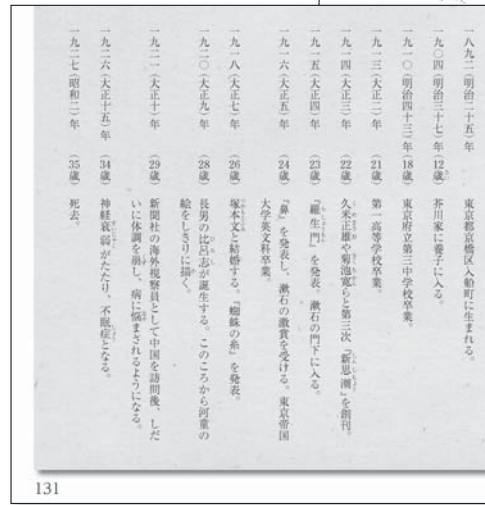 一八九二(明治二十五)年 東京都京橋区入船町に生まれる。
一九〇四(明治三十七)年(12歳) 芥川家に養子に入る。
一九一〇(明治四十三)年(18歳) 東京府立第三中学校卒業。
一九一三(大正二)年(21歳) 第一高等学校卒業。
一九一四(大正三)年(22歳) 久米正雄や菊池寛らと第三次『新思潮』を創刊。
一九一五(大正四)年(23歳) 『羅生門』を発表。漱石の門下に入る。
一九一六(大正五)年(24歳) 『鼻』を発表し、漱石の激賞を受ける。東京帝国
大学英文科卒業。
一九一八(大正七)年(26歳) 塚本文と結婚する。『蜘蛛の糸』を発表。
一九二〇(大正九)年(28歳) 長男の比呂志が誕生する。このころから河童の
絵をしきりに描く。
一九二一(大正十)年(29歳) 新聞社の海外視察員として中国を訪問後、しだ
いに体調を崩し、病に悩まされるようになる。
一九二六(大正十五)年(34歳) 神経衰弱がたたり、不眠症となる。
一九二七(昭和二)年(35歳) 死去。
131